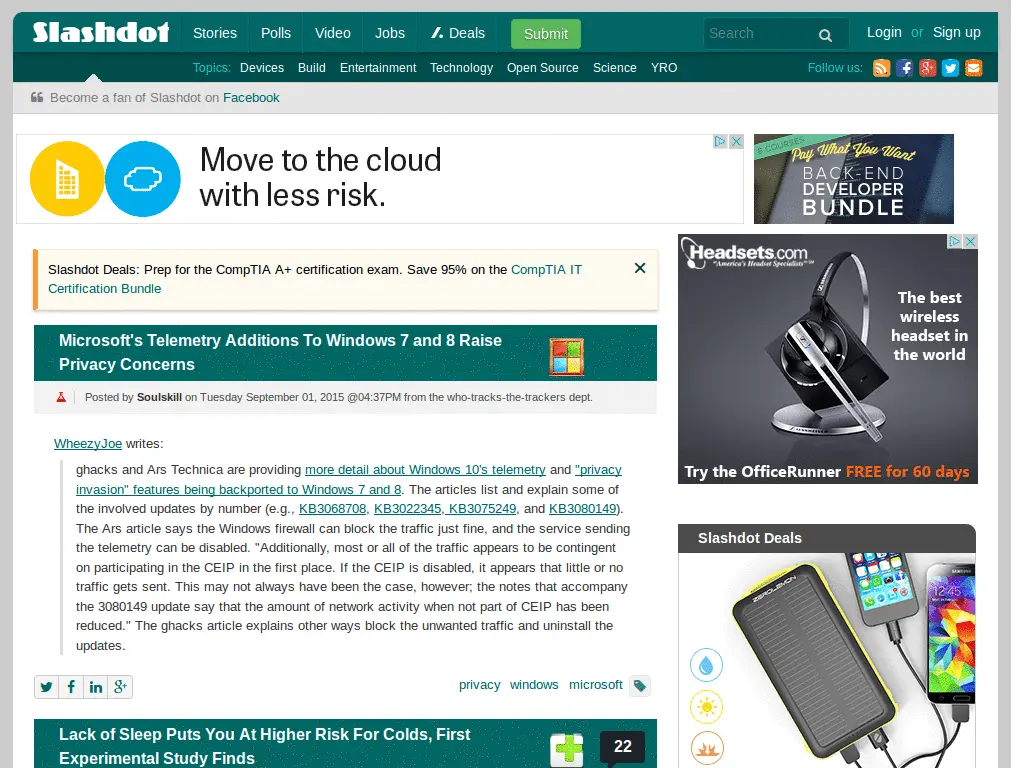 Slashdot
Stories Polls Video Jobs Deals Submit Search Login or Sign up
Topics: Devices Build Entertainment Technology Open Source Science YRO Follow us:
Become a fan of Slashdot on Facebook
Move to the cloud
with less risk.
6 COURSES
Pay What You Want
BACK-END
DEVELOPER
BUNDLE
Slashdot Deals: Prep for the CompTIA A+ certification exam. Save 95% on the CompTIA IT
Certification Bundle
Headsets.com
"America's Headset Specialists"
The best
wireless
headset in
the world
Try the OfficeRunner FREE for 60 days
Microsoft's Telemetry Additions To Windows 7 and 8 Raise
Privacy Concerns
Posted by Soulskill on Tuesday September 01, 2015 @04:37PM from the who-tracks-the-trackers dept.
WheezyJoe writes:
ghacks and Ars Technica are providing more detail about Windows 10's telemetry and "privacy
invasion" features being backported to Windows 7 and 8. The articles list and explain some of
the involved updates by number (e.g., KB3068708, KB3022345, KB3075249, and KB3080149).
The Ars article says the Windows firewall can block the traffic just fine, and the service sending
the telemetry can be disabled. "Additionally, most or all of the traffic appears to be contingent
on participating in the CEIP in the first place. If the CEIP is disabled, it appears that little or no
traffic gets sent. This may not always have been the case, however; the notes that accompany
the 3080149 update say that the amount of network activity when not part of CEIP has been
reduced." The ghacks article explains other ways block the unwanted traffic and uninstall the
updates.
privacy windows microsoft
Slashdot Deals
ZEROLEMON
12:45
Lack of Sleep Puts You At Higher Risk For Colds, First
Experimental Study Finds
22